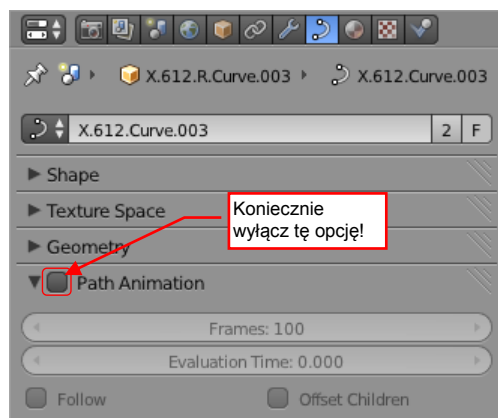 X.612.R.Curve.003 X.612.Curve.003
X.612.Curve.003 2 F
Shape
Texture Space
Koniecznie
wyłącz tę opcję!
Geometry
Path Animation
Frames: 100
Evaluation Time: 0.000
Follow Offset Children